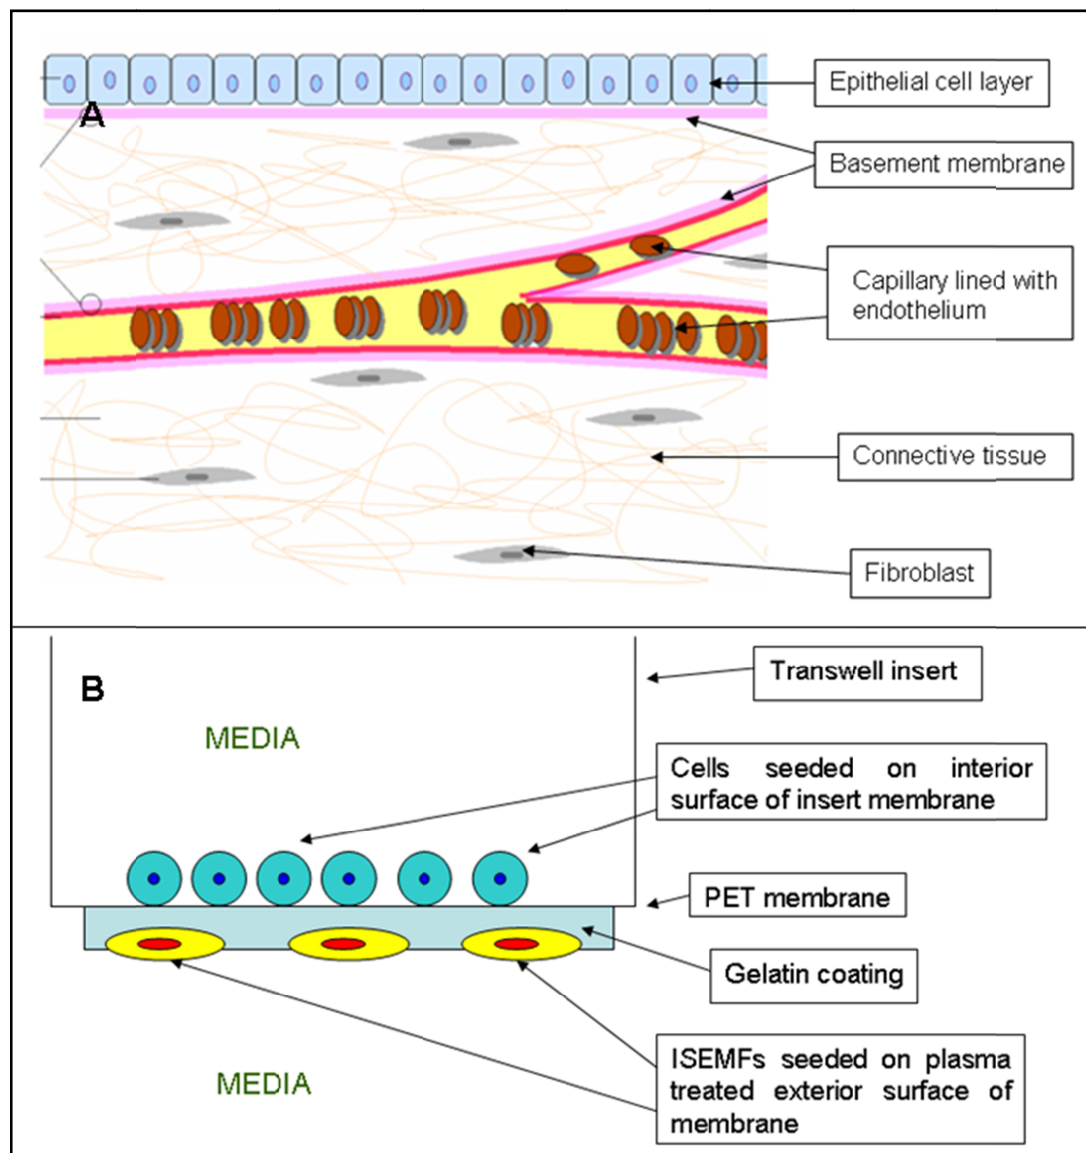 A
Epithelial cell layer
Basement membrane
Capillary lined with
endothelium
Connective tissue
Fibroblast
B
MEDIA
Transwell insert
Cells seeded on interior
surface of insert membrane
PET membrane
Gelatin coating
ISEMFs seeded on plasma
treated exterior surface of
membrane
MEDIA